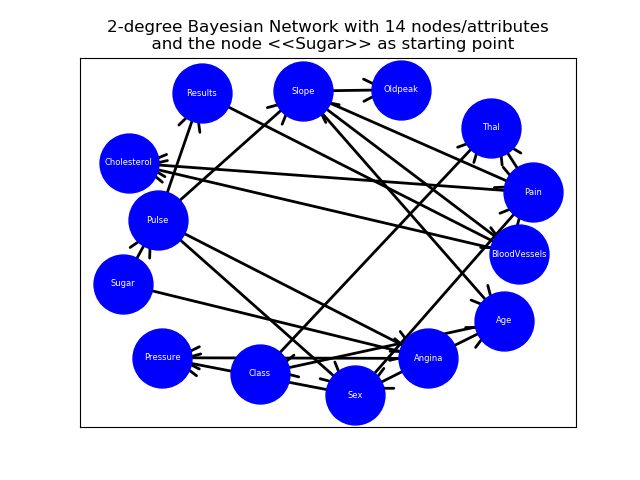 2-degree Bayesian Network with 14 nodes/attributes
and the node <<Sugar>> as starting point
Results
Slope
Oldpeak
Thal
Cholesterol
Pain
Pulse
BloodVessels
Sugar
Age
Pressure
Class
Angina
Sex